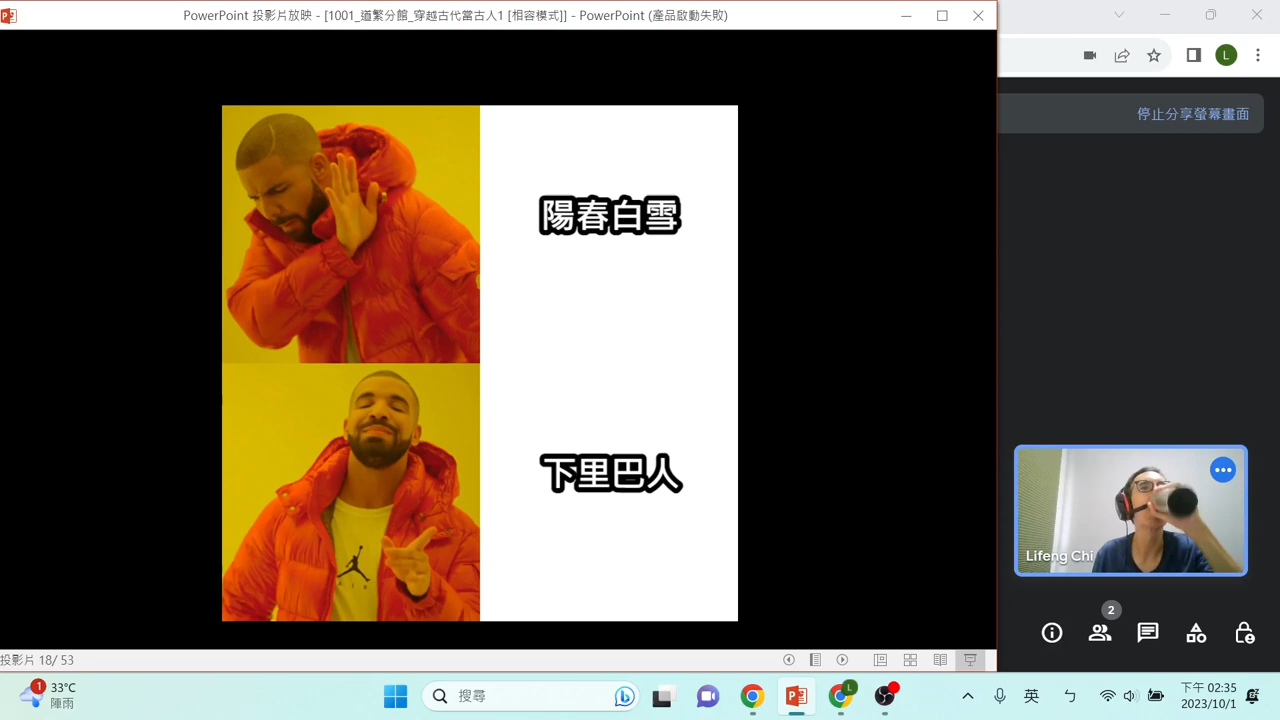 PowerPoint 投影片放映 - [1001_道繁分館_穿越古代當古人1 [相容模式]] - PowerPoint (產品啟動失敗)
L
停止分享螢幕畫面
陽春白雪
下里巴人
Lifeng Chi
2
投影片 18/ 53
1
33°C
陣雨
搜尋
L
英
ㄅ
下午 02:35
2023/10/1